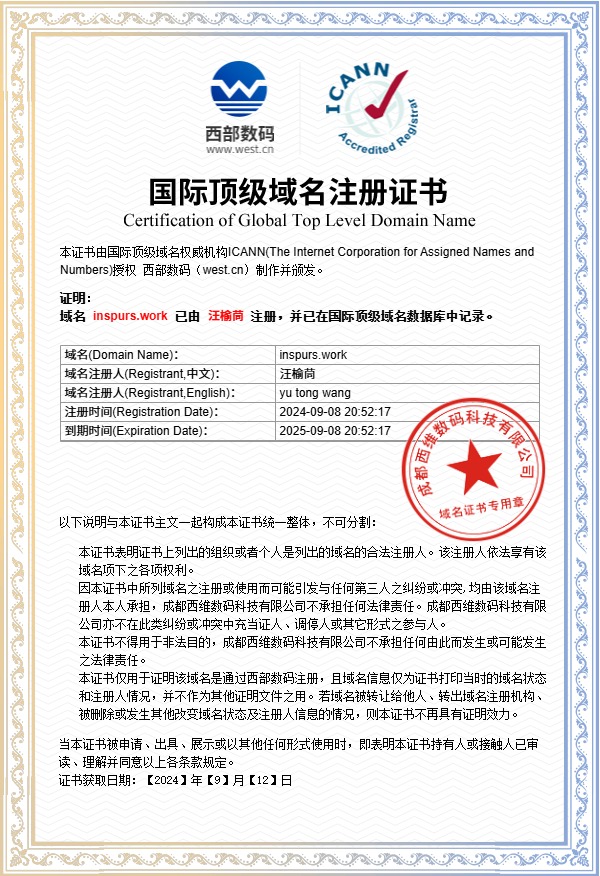 西部数码
www.west.cn
ICANN
Accredited Registrar
国际顶级域名注册证书
Certification of Global Top Level Domain Name
本证书由国际顶级域名权威机构ICANN(The Internet Corporation for Assigned Names and
Numbers)授权 西部数码（west.cn）制作并颁发。
证明：
域名 inspurs.work 已由 汪榆茼 注册，并已在国际顶级域名数据库中记录。
域名(Domain Name)： inspurs.work
域名注册人(Registrant,中文)： 汪榆茼
域名注册人(Registrant,English)： yu tong wang
注册时间(Registration Date)： 2024-09-08 20:52:17
到期时间(Expiration Date)： 2025-09-08 20:52:17
成都西维数码科技有限公司
域名证书专用章
以下说明与本证书主文一起构成本证书统一整体，不可分割：
本证书表明证书上列出的组织或者个人是列出的域名的合法注册人。该注册人依法享有该
域名项下之各项权利。
因本证书中所列域名之注册或使用而可能引发与任何第三人之纠纷或冲突，均由该域名注
册人本人承担，成都西维数码科技有限公司不承担任何法律责任。成都西维数码科技有限
公司亦不在此类纠纷或冲突中充当证人、调停人或其它形式之参与人。
本证书不得用于非法目的，成都西维数码科技有限公司不承担任何由此而发生或可能发生
之法律责任。
本证书仅用于证明该域名是通过西部数码注册，且域名信息仅为证书打印当时的域名状态
和注册人情况，并不作为其他证明文件之用。若域名被转让给他人、转出域名注册机构、
被删除或发生其他改变域名状态及注册人信息的情况，则本证书不再具有证明效力。
当本证书被申请、出具、展示或以其他任何形式使用时，即表明本证书持有人或接触人已审
读、理解并同意以上各条款规定。
证书获取日期：【2024】年【9】月【12】日